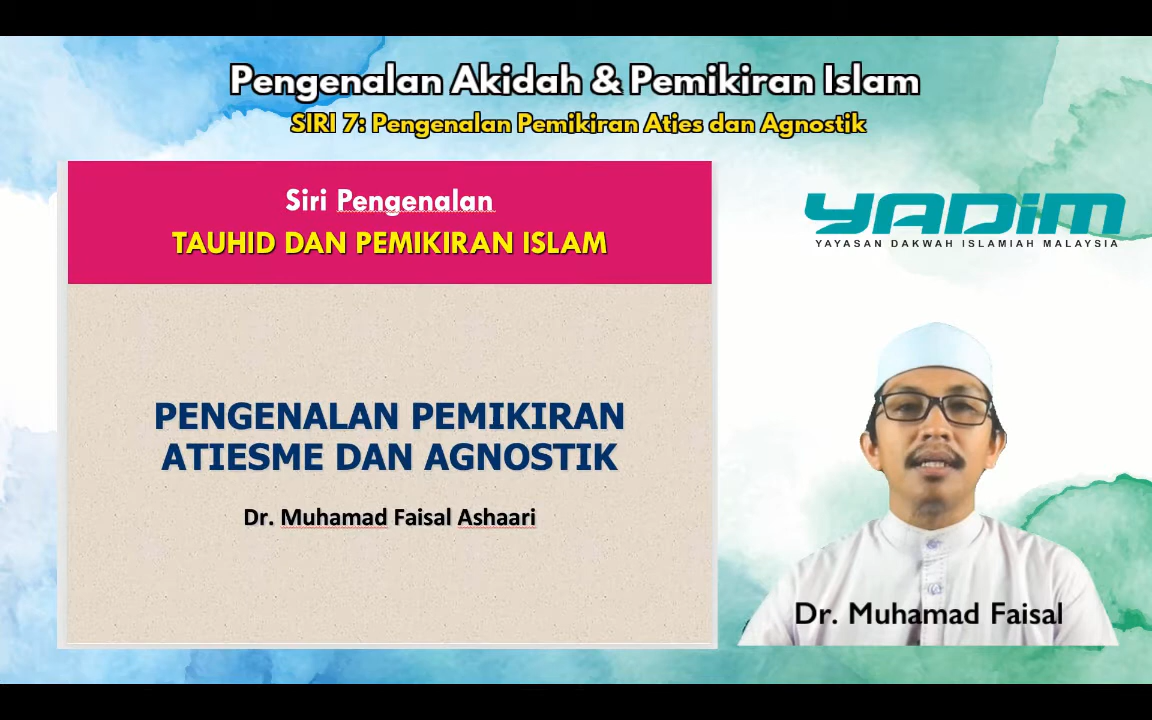 Pengenalan Akidah & Pemikiran Islam
SIRI 7: Pengenalan Pemikiran Aties dan Agnostik
Siri Pengenalan
TAUHID DAN PEMIKIRAN ISLAM
PENGENALAN PEMIKIRAN
ATIESME DAN AGNOSTIK
Dr. Muhamad Faisal Ashaari
YADIM
YAYASAN DAKWAH ISLAMIAH MALAYSIA
Dr. Muhamad Faisal